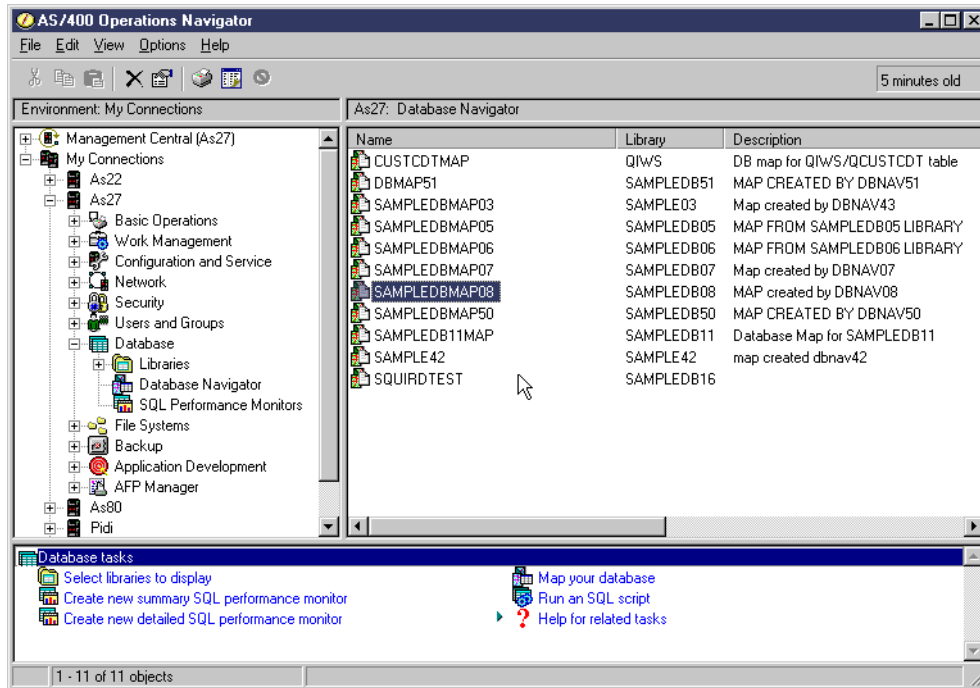 AS/400 Operations Navigator
File Edit View Options Help
5 minutes old
Environment: My Connections
As27: Database Navigator
Management Central (As27)
My Connections
As22
As27
Basic Operations
Work Management
Configuration and Service
Network
Security
Users and Groups
Database
Libraries
Database Navigator
SQL Performance Monitors
File Systems
Backup
Application Development
AFP Manager
As80
Pidi
Name Library Description
CUSTCDTMAP QIWS DB map for QIWS/QCUSTCDT table
DBMAP51 SAMPLEDB51 MAP CREATED BY DBNAV51
SAMPLEDBMAP03 SAMPLE03 Map created by DBNAV43
SAMPLEDBMAP05 SAMPLEDB05 MAP FROM SAMPLEDB05 LIBRARY
SAMPLEDBMAP06 SAMPLEDB06 MAP FROM SAMPLEDB06 LIBRARY
SAMPLEDBMAP07 SAMPLEDB07 Map created by DBNAV07
SAMPLEDBMAP08 SAMPLEDB08 MAP created by DBNAV08
SAMPLEDBMAP50 SAMPLEDB50 MAP CREATED BY DBNAV50
SAMPLEDB11MAP SAMPLEDB11 Database Map for SAMPLEDB11
SAMPLE42 SAMPLE42 map created dbnav42
SQUIRDTEST SAMPLEDB16
Database tasks
Select libraries to display
Create new summary SQL performance monitor
Create new detailed SQL performance monitor
Map your database
Run an SQL script
Help for related tasks
1 - 11 of 11 objects